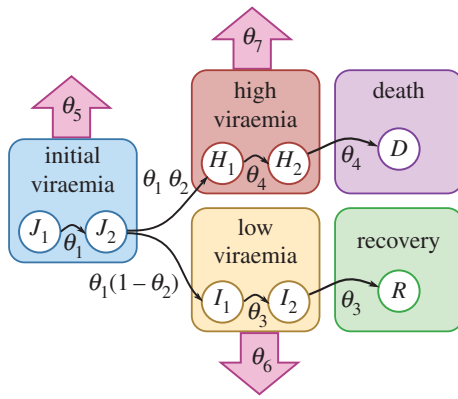 θ7
θ5
high
viraemia
H1
θ4
H2
death
θ4
D
initial
viraemia
J1
θ1
J2
θ1 θ2
θ1(1 – θ2)
low
viraemia
I1
θ3
I2
recovery
θ3
R
θ6